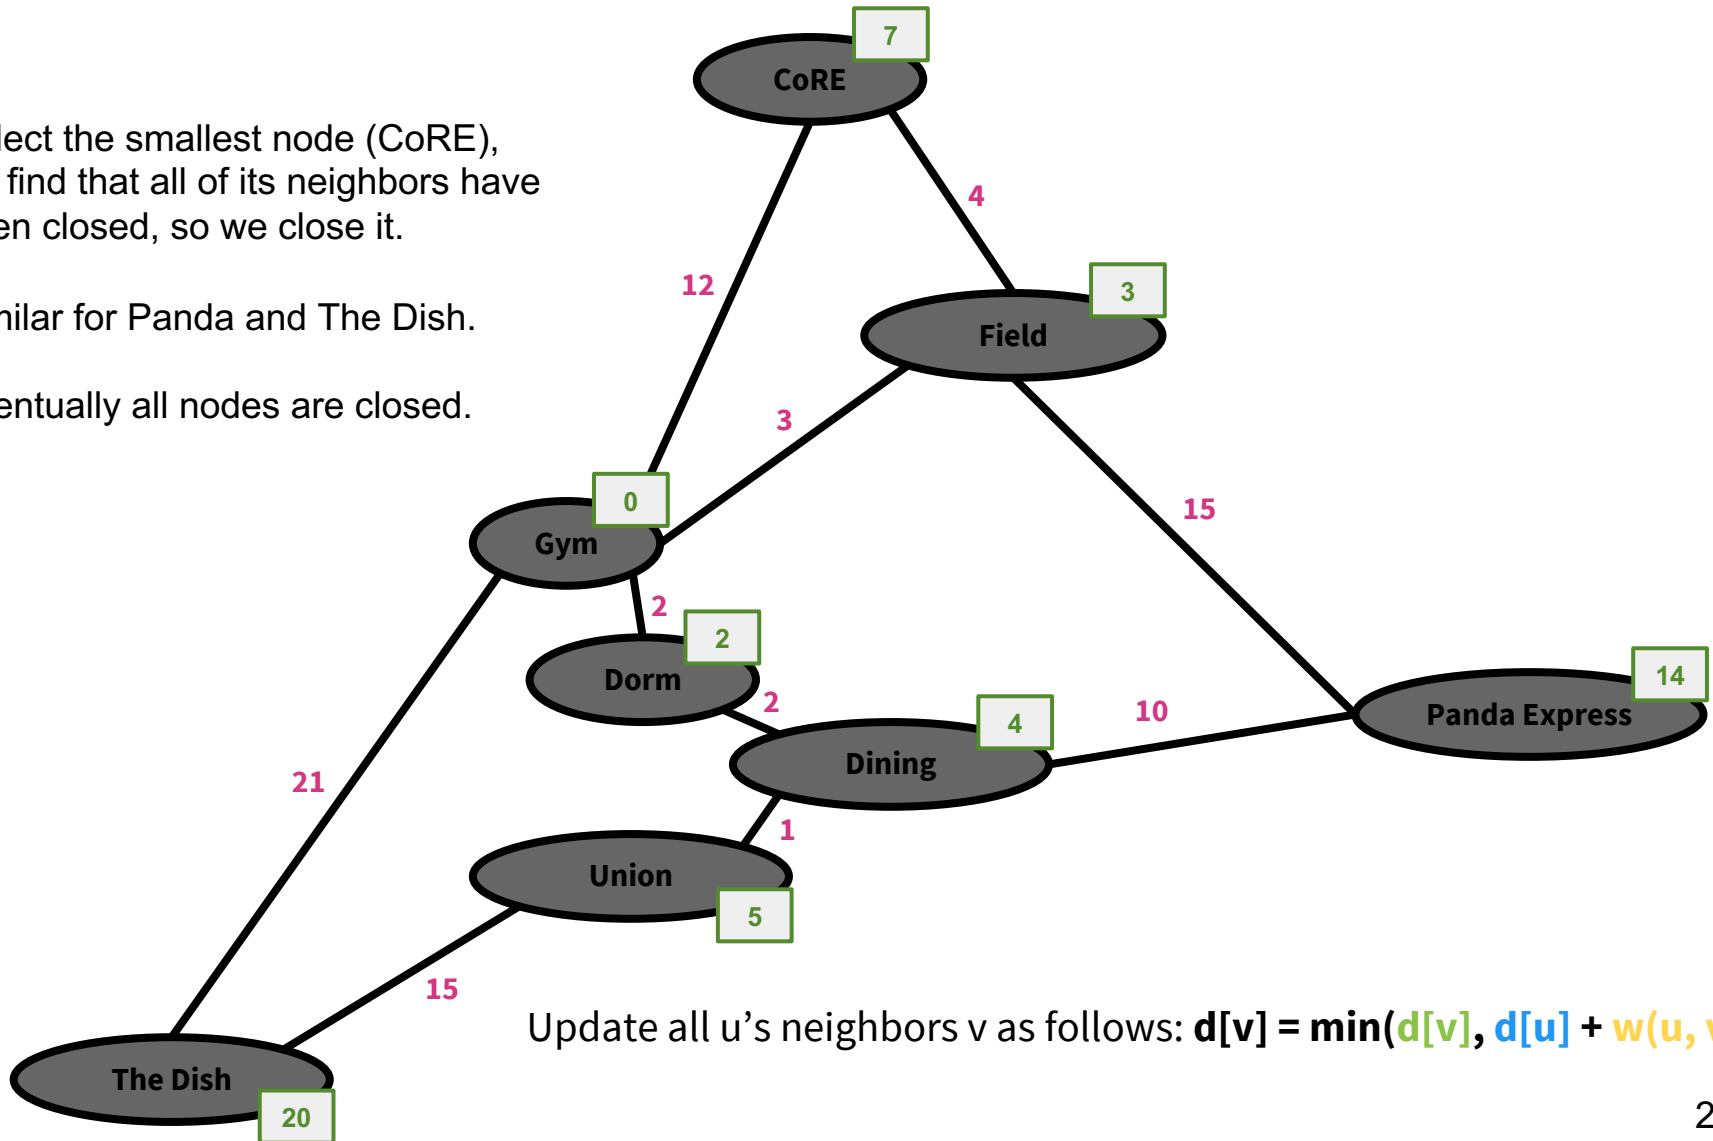 7
CoRE
lect the smallest node (CoRE),
find that all of its neighbors have
en closed, so we close it.
4
12
3
milar for Panda and The Dish.
Field
entually all nodes are closed.
3
0
15
Gym
2
2
14
Dorm
2
10
4
Panda Express
Dining
21
1
Union
5
15
Update all u’s neighbors v as follows: d[v] = min(d[v], d[u] + w(u, v
The Dish
20
2